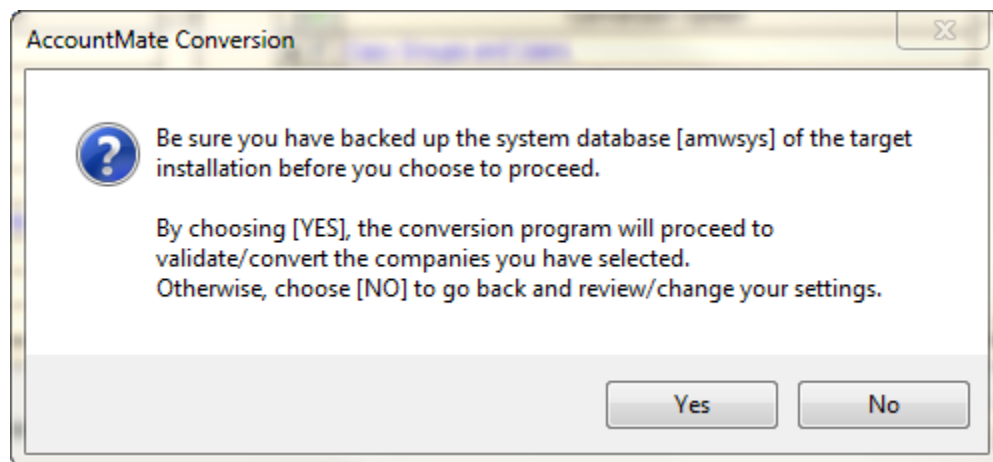 AccountMate Conversion
Be sure you have backed up the system database [amwsys] of the target
installation before you choose to proceed.
By choosing [YES], the conversion program will proceed to
validate/convert the companies you have selected.
Otherwise, choose [NO] to go back and review/change your settings.
Yes
No